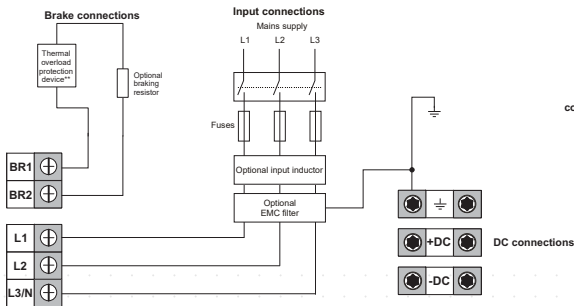 Brake connections
Input connections
Mains supply
L1 L2 L3
Thermal
overload
protection
device**
Optional
braking
resistor
Fuses
Optional input inductor
Optional
EMC filter
BR1
BR2
L1
L2
L3/N
+DC
-DC
DC connections